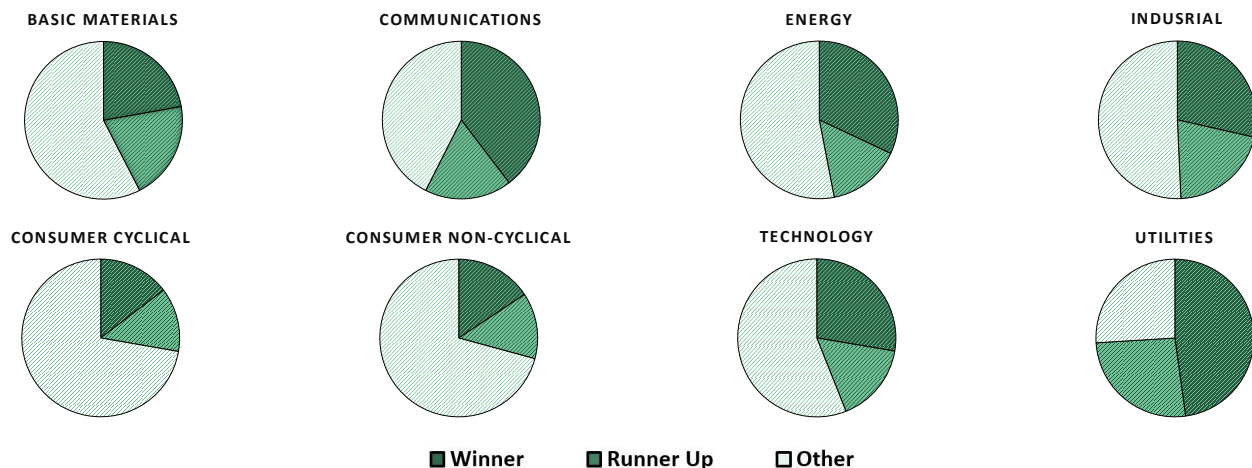 BASIC MATERIALS
COMMUNICATIONS
ENERGY
INDUSRIAL
CONSUMER CYCLICAL
CONSUMER NON-CYCLICAL
TECHNOLOGY
UTILITIES
Winner
Runner Up
Other